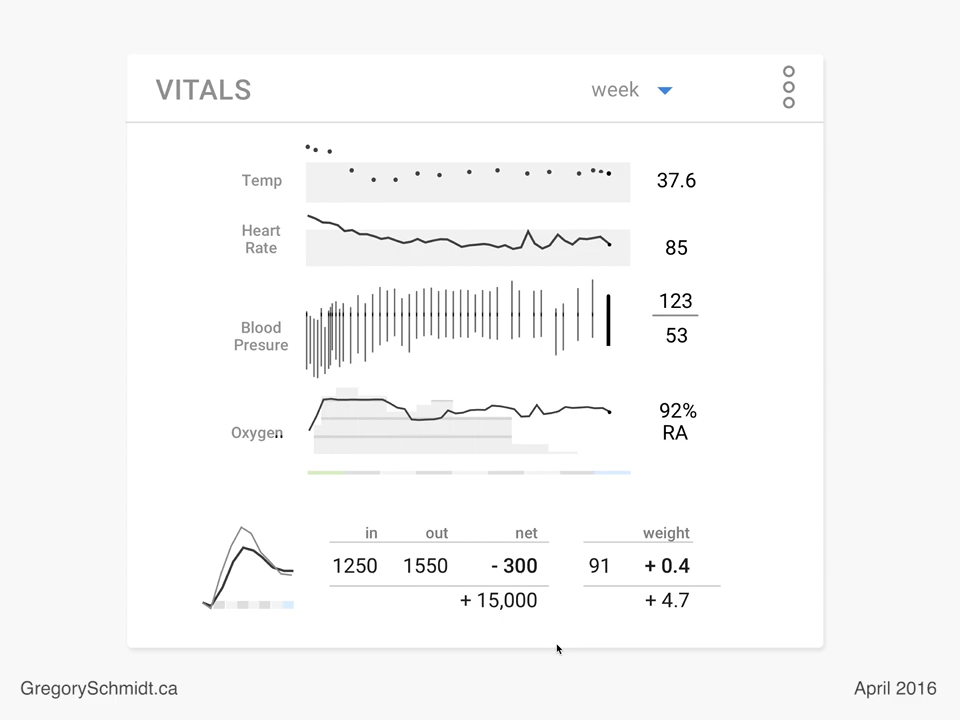 VITALS
week
Temp
37.6
Heart
Rate
85
Blood
Presure
123
53
Oxygen
92%
RA
in out net
1250 1550 - 300
+ 15,000
weight
91 + 0.4
+ 4.7
GregorySchmidt.ca
April 2016